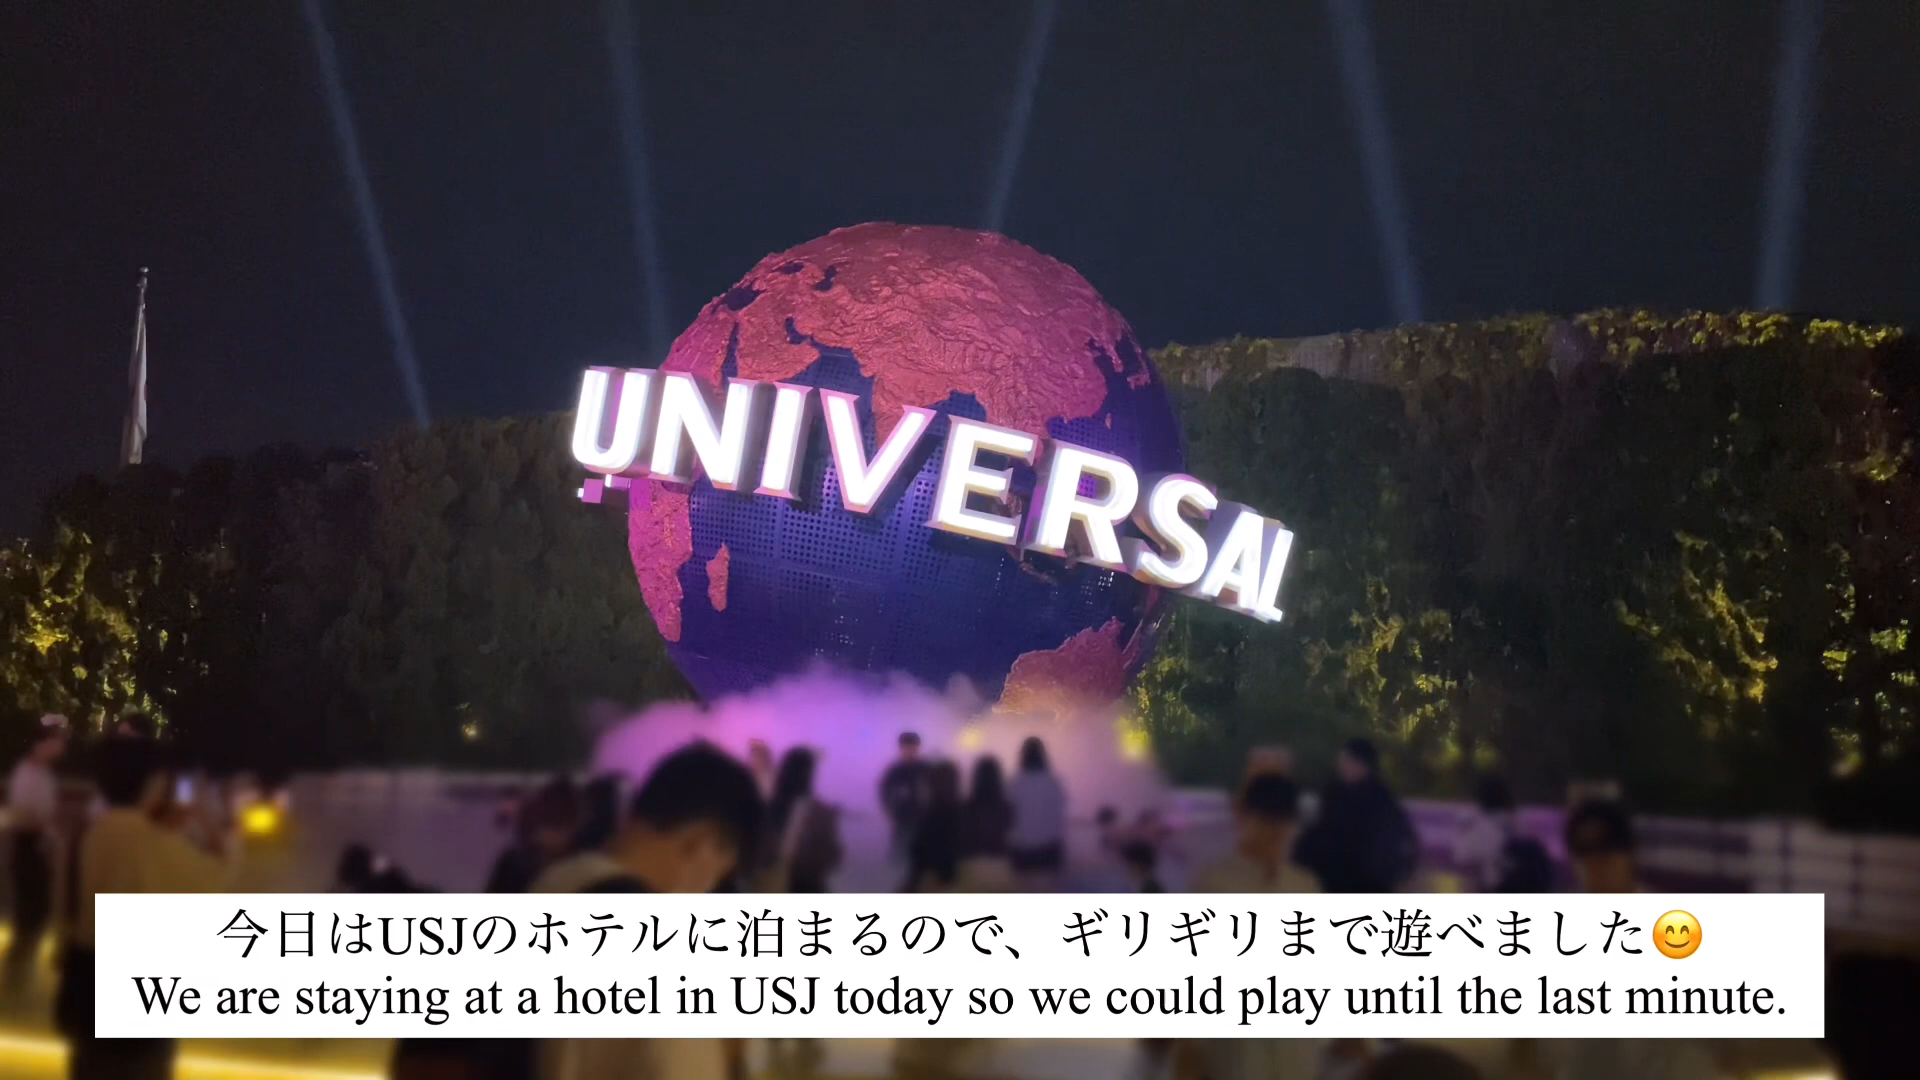 UNIVERSAL
今日はUSJのホテルに泊まるので、ギリギリまで遊べました😊
We are staying at a hotel in USJ today so we could play until the last minute.